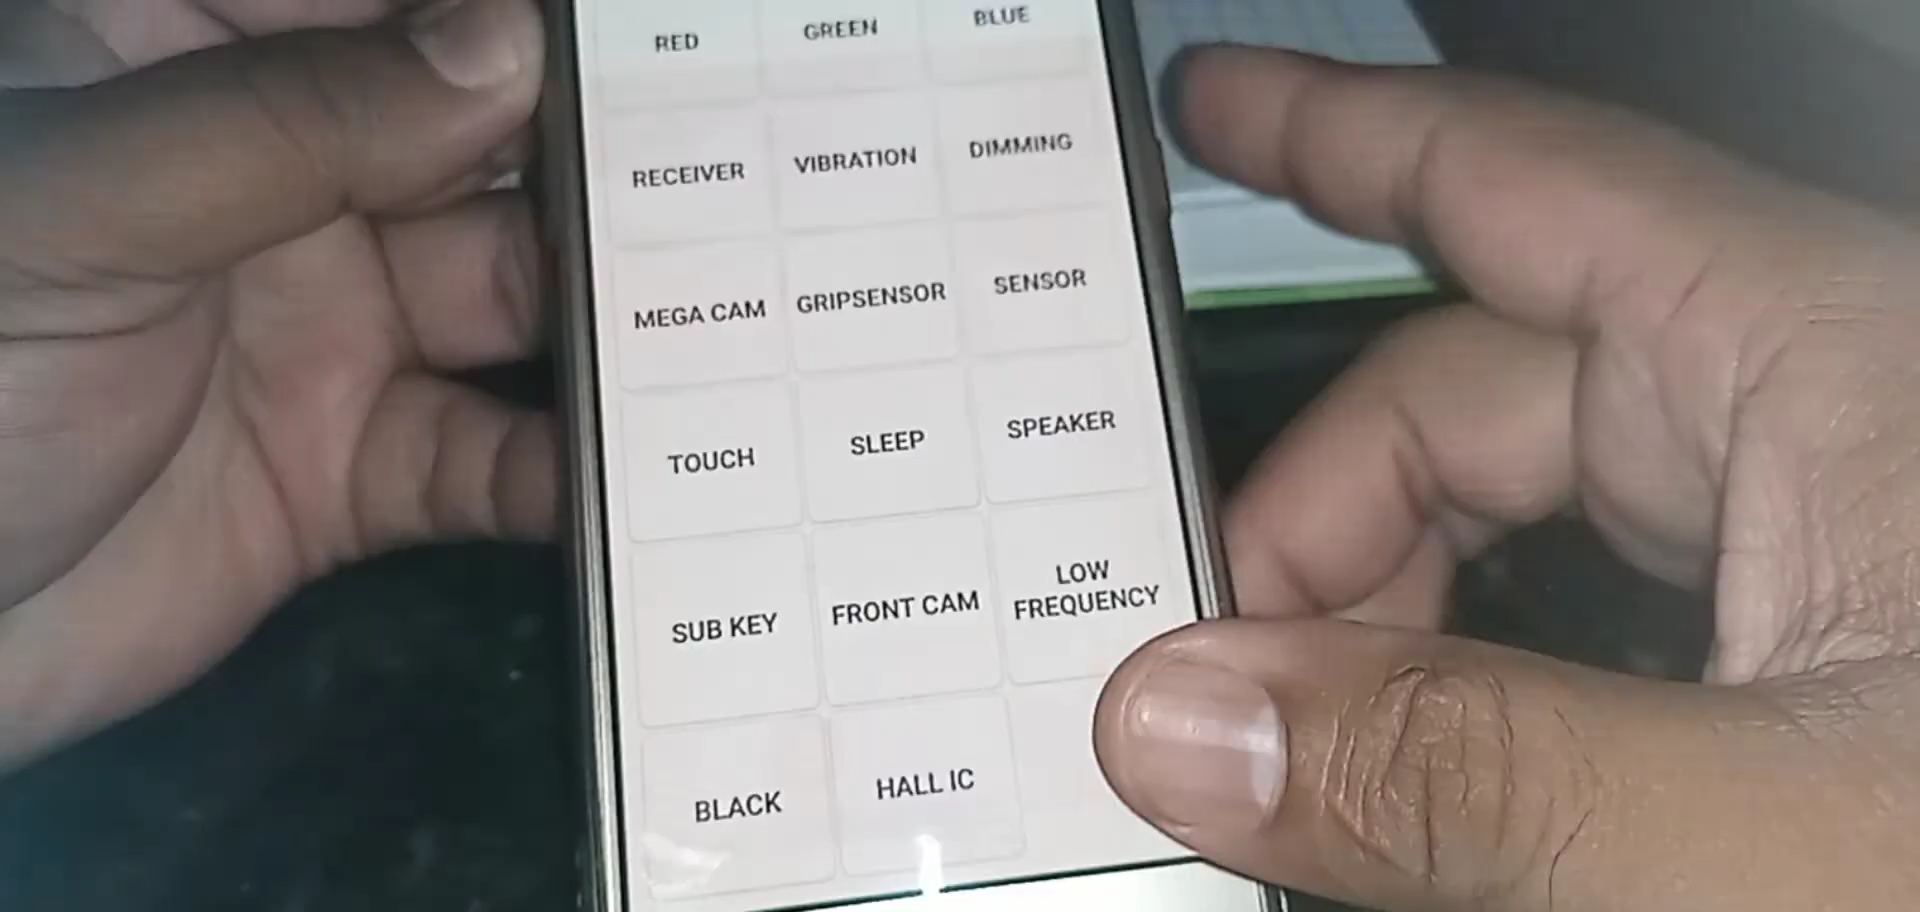 RED
GREEN
BLUE
RECEIVER
VIBRATION
DIMMING
MEGA CAM
GRIPSENSOR
SENSOR
TOUCH
SLEEP
SPEAKER
SUB KEY
FRONT CAM
LOW
FREQUENCY
BLACK
HALL IC